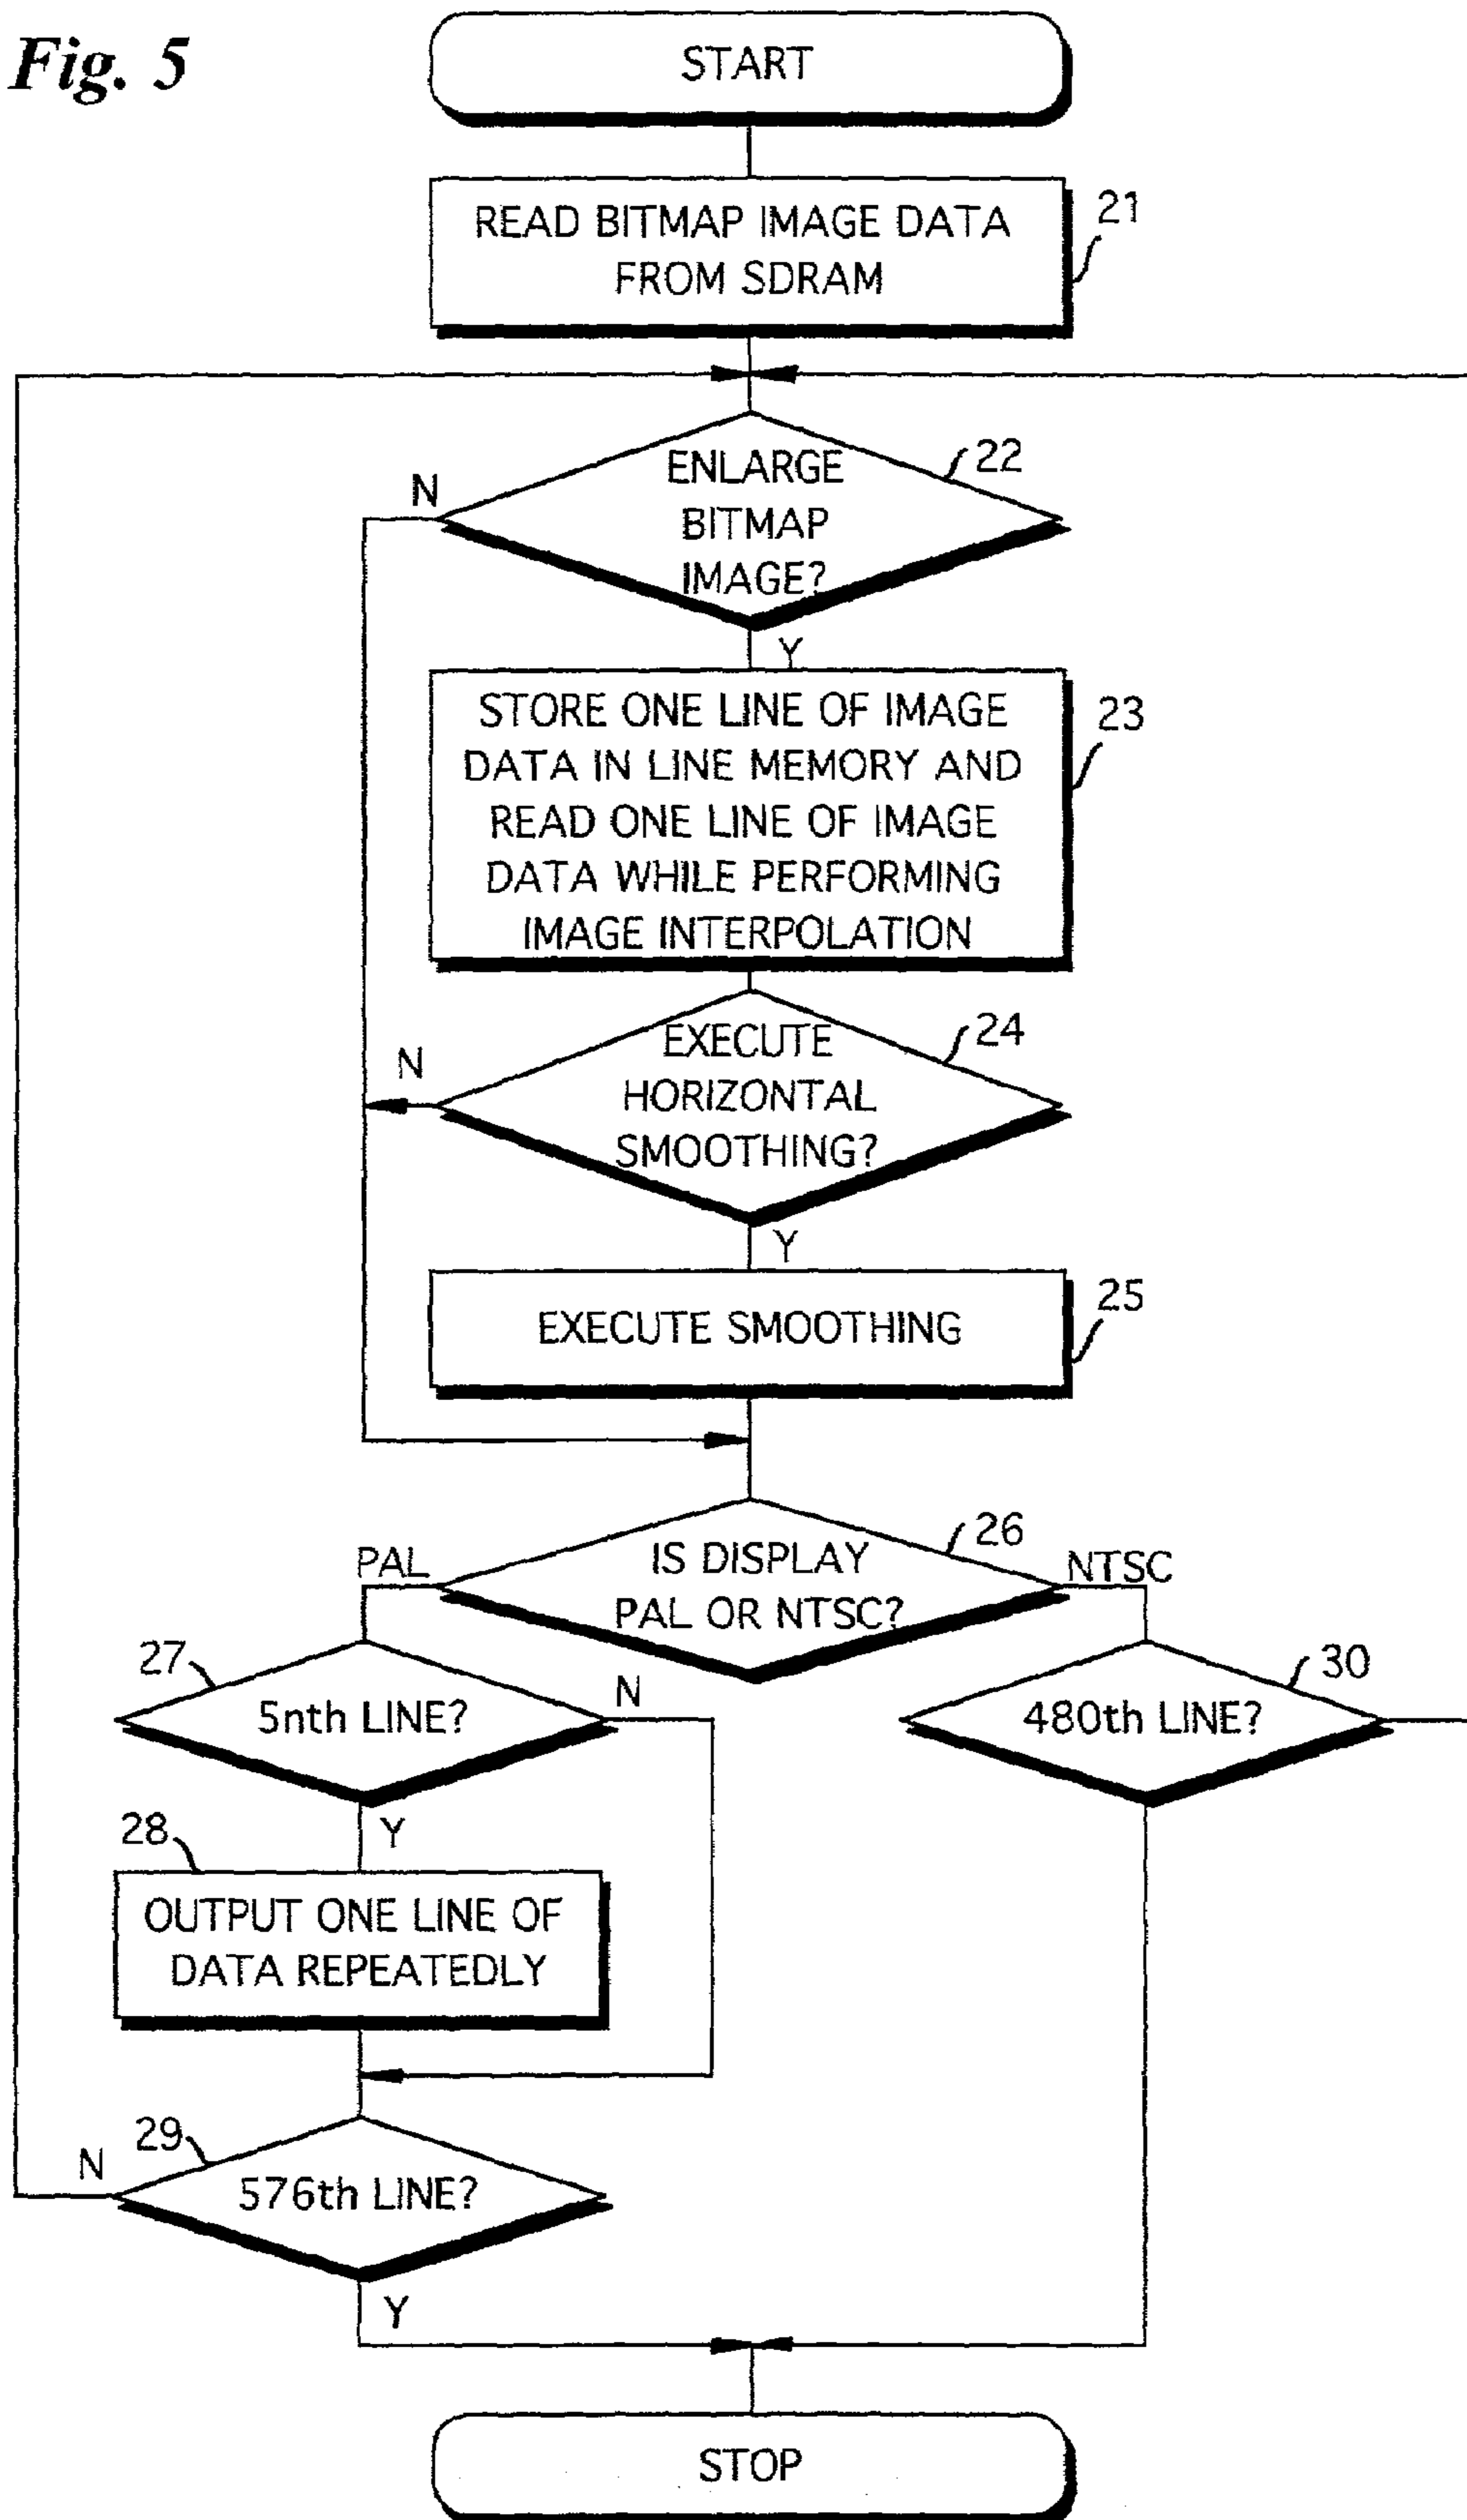 Fig. 5
START
READ BITMAP IMAGE DATA
FROM SDRAM
21
ENLARGE
BITMAP
IMAGE?
22
N
Y
STORE ONE LINE OF IMAGE
DATA IN LINE MEMORY AND
READ ONE LINE OF IMAGE
DATA WHILE PERFORMING
IMAGE INTERPOLATION
23
EXECUTE
HORIZONTAL
SMOOTHING?
24
N
Y
EXECUTE SMOOTHING
25
IS DISPLAY
PAL OR NTSC?
26
PAL
NTSC
27
5nth LINE?
N
Y
480th LINE?
30
28
OUTPUT ONE LINE OF
DATA REPEATEDLY
29
576th LINE?
N
Y
STOP